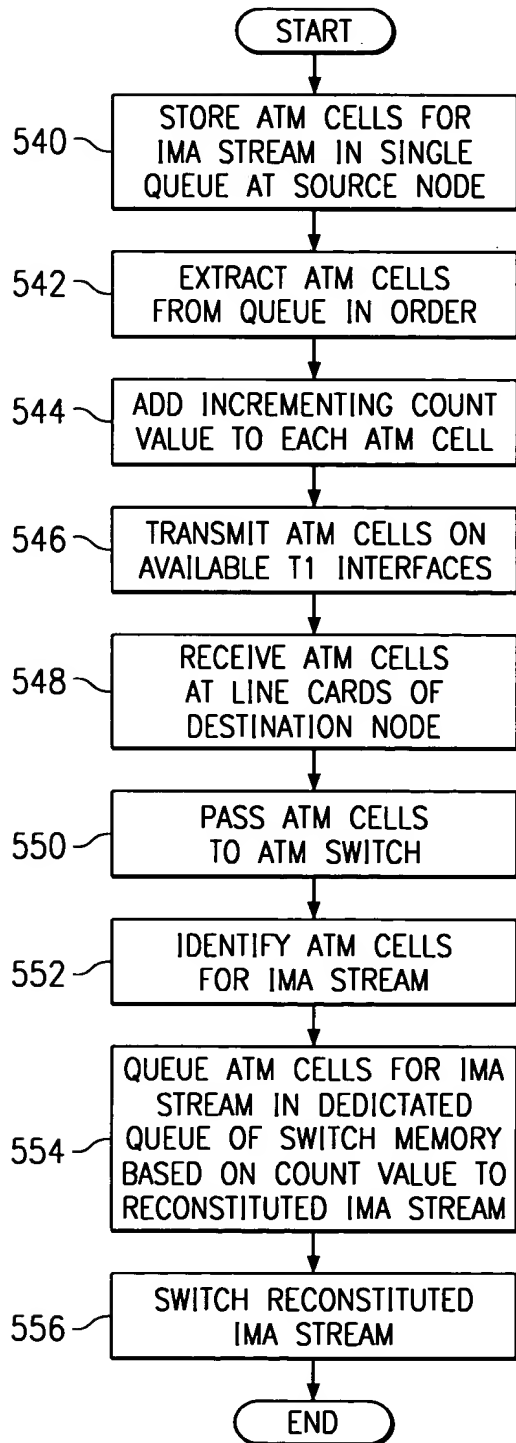 START
540
STORE ATM CELLS FOR
IMA STREAM IN SINGLE
QUEUE AT SOURCE NODE
542
EXTRACT ATM CELLS
FROM QUEUE IN ORDER
544
ADD INCREMENTING COUNT
VALUE TO EACH ATM CELL
546
TRANSMIT ATM CELLS ON
AVAILABLE T1 INTERFACES
548
RECEIVE ATM CELLS
AT LINE CARDS OF
DESTINATION NODE
550
PASS ATM CELLS
TO ATM SWITCH
552
IDENTIFY ATM CELLS
FOR IMA STREAM
554
QUEUE ATM CELLS FOR IMA
STREAM IN DEDICTATED
QUEUE OF SWITCH MEMORY
BASED ON COUNT VALUE TO
RECONSTITUTED IMA STREAM
556
SWITCH RECONSTITUTED
IMA STREAM
END